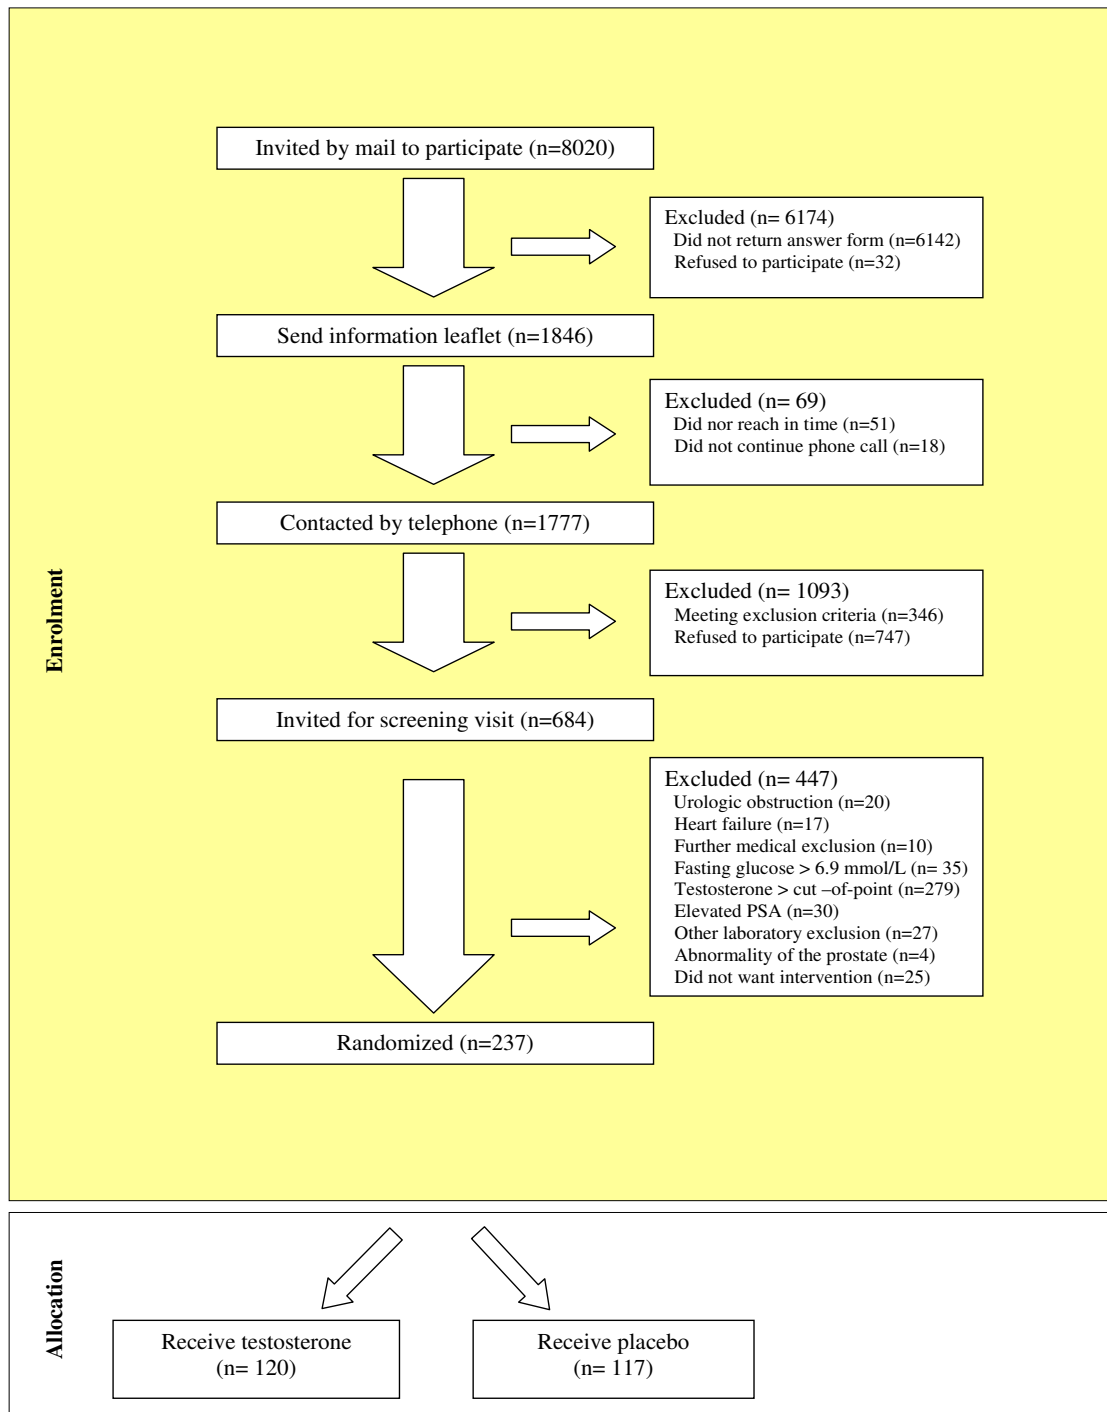 Invited by mail to participate (n=8020)
Excluded (n= 6174)
Did not return answer form (n=6142)
Refused to participate (n=32)
Send information leaflet (n=1846)
Excluded (n= 69)
Did nor reach in time (n=51)
Did not continue phone call (n=18)
Contacted by telephone (n=1777)
Excluded (n= 1093)
Meeting exclusion criteria (n=346)
Refused to participate (n=747)
Enrolment
Invited for screening visit (n=684)
Excluded (n= 447)
Urologic obstruction (n=20)
Heart failure (n=17)
Further medical exclusion (n=10)
Fasting glucose > 6.9 mmol/L (n= 35)
Testosterone > cut –of-point (n=279)
Elevated PSA (n=30)
Other laboratory exclusion (n=27)
Abnormality of the prostate (n=4)
Did not want intervention (n=25)
Randomized (n=237)
Allocation
Receive testosterone
(n= 120)
Receive placebo
(n= 117)